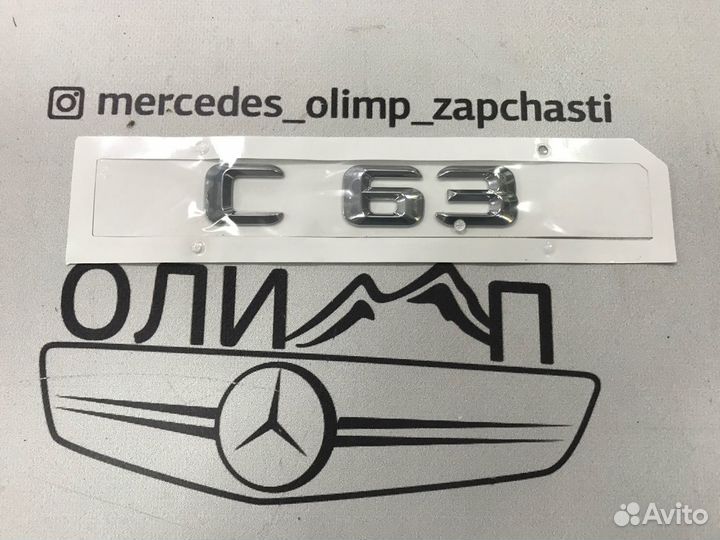 mercedes_olimp_zapchasti
C 63
ОЛИМП
Avito